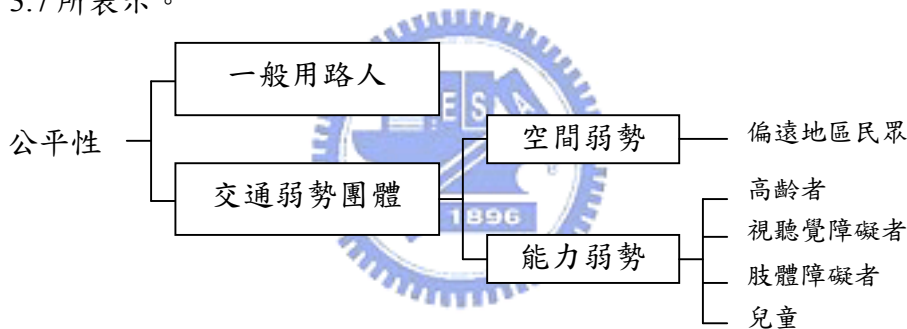 3.7 所表示。
一般用路人
公平性
空間弱勢
偏遠地區民眾
交通弱勢團體
高齡者
視聽覺障礙者
能力弱勢
肢體障礙者
兒童
E S A
1896